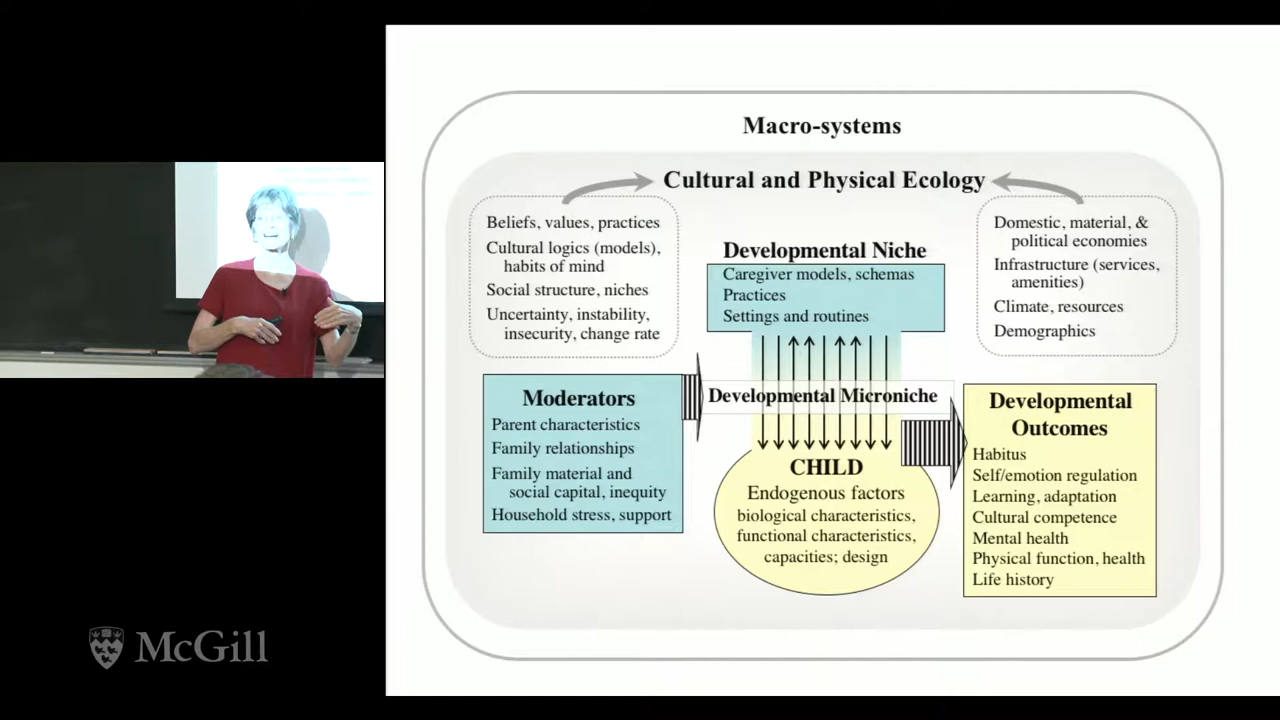 Macro-systems
Cultural and Physical Ecology
Beliefs, values, practices
Cultural logics (models),
habits of mind
Social structure, niches
Uncertainty, instability,
insecurity, change rate
Developmental Niche
Caregiver models, schemas
Practices
Settings and routines
Domestic, material, &
political economies
Infrastructure (services,
amenities)
Climate, resources
Demographics
Moderators
Parent characteristics
Family relationships
Family material and
social capital, inequity
Household stress, support
Developmental Microniche
CHILD
Endogenous factors
biological characteristics,
functional characteristics,
capacities; design
Developmental
Outcomes
Habitus
Self/emotion regulation
Learning, adaptation
Cultural competence
Mental health
Physical function, health
Life history
McGill